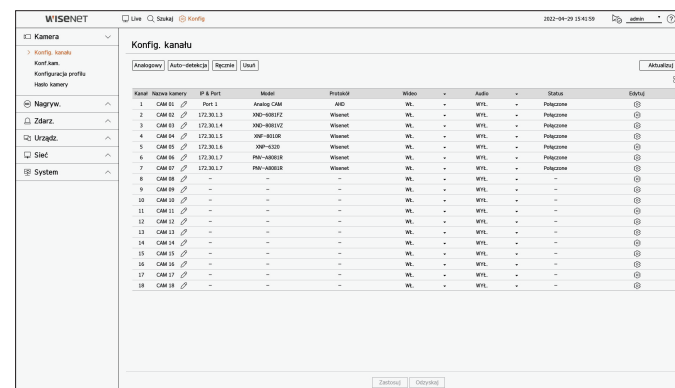 WISENET Live Szukaj Konfig 2022-04-29 15:41:59 admin
Kamera
Konfig. kanału
Konf.kam.
Konfiguracja profilu
Hasło kamery
Nagryw.
Zdarz.
Urządz.
Sieć
System
Konfig. kanału
Analogowy Auto-detekcja Ręcznie Usuń Aktualizuj
Kanał Nazwa kamery IP & Port Model Protokół Wideo Audio Status Edytuj
1 CAM 01 Port 1 Analog CAM AHD WŁ. WYŁ. Połączone
2 CAM 02 172.30.1.3 XND-6081FZ Wisenet WŁ. WYŁ. Połączone
3 CAM 03 172.30.1.4 XND-8081VZ Wisenet WŁ. WYŁ. Połączone
4 CAM 04 172.30.1.5 XNF-8010R Wisenet WŁ. WYŁ. Połączone
5 CAM 05 172.30.1.6 XNP-6320 Wisenet WŁ. WYŁ. Połączone
6 CAM 06 172.30.1.7 PNV-A8081R Wisenet WŁ. WYŁ. Połączone
7 CAM 07 172.30.1.7 PNV-A8081R Wisenet WŁ. WYŁ. Połączone
8 CAM 08 - - - WŁ. WYŁ. -
9 CAM 09 - - - WŁ. WYŁ. -
10 CAM 10 - - - WŁ. WYŁ. -
11 CAM 11 - - - WŁ. WYŁ. -
12 CAM 12 - - - WŁ. WYŁ. -
13 CAM 13 - - - WŁ. WYŁ. -
14 CAM 14 - - - WŁ. WYŁ. -
15 CAM 15 - - - WŁ. WYŁ. -
16 CAM 16 - - - WŁ. WYŁ. -
17 CAM 17 - - - WŁ. WYŁ. -
18 CAM 18 - - - WŁ. WYŁ. -
Zastosuj Odzyskaj